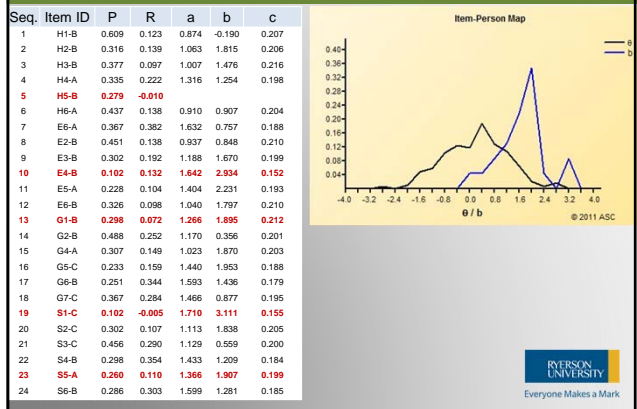 Seq. Item ID P R a b c
1 H1-B 0.609 0.123 0.874 -0.190 0.207
2 H2-B 0.316 0.139 1.063 0.815 0.206
3 H3-B 0.377 0.097 1.007 1.476 0.216
4 H4-A 0.335 0.222 1.316 1.254 0.198
5 H5-B 0.279 -0.010
6 H6-A 0.437 0.138 0.910 0.907 0.204
7 E6-A 0.367 0.382 1.632 0.757 0.188
8 E2-B 0.451 0.138 0.937 0.848 0.210
9 E3-B 0.302 0.192 1.188 1.670 0.199
10 E4-B 0.102 0.132 1.642 2.934 0.152
11 E5-A 0.228 0.104 1.404 2.231 0.193
12 E6-B 0.326 0.098 1.040 1.797 0.210
13 G1-B 0.298 0.072 1.266 1.895 0.212
14 G2-B 0.488 0.252 1.170 0.356 0.201
15 G4-A 0.307 0.149 1.023 1.870 0.203
16 G5-C 0.233 0.159 1.440 1.953 0.188
17 G6-B 0.251 0.344 1.593 1.436 0.179
18 G7-C 0.367 0.284 1.466 0.877 0.195
19 S1-C 0.102 -0.005 1.710 3.111 0.155
20 S2-C 0.302 0.107 1.113 1.838 0.205
21 S3-C 0.456 0.290 1.129 0.559 0.200
22 S4-B 0.298 0.354 1.433 1.209 0.184
23 S5-A 0.260 0.110 1.366 1.907 0.199
24 S6-B 0.286 0.303 1.599 1.281 0.185
Item-Person Map
θ
b
0.40
0.36
0.32
0.28
0.24
0.20
0.16
0.12
0.08
0.04
-4.0 -3.2 -2.4 -1.6 -0.8 0.0 0.8 1.6 2.4 3.2 4.0
θ / b
© 2011 ASC
RYERSON
UNIVERSITY
Everyone Makes a Mark